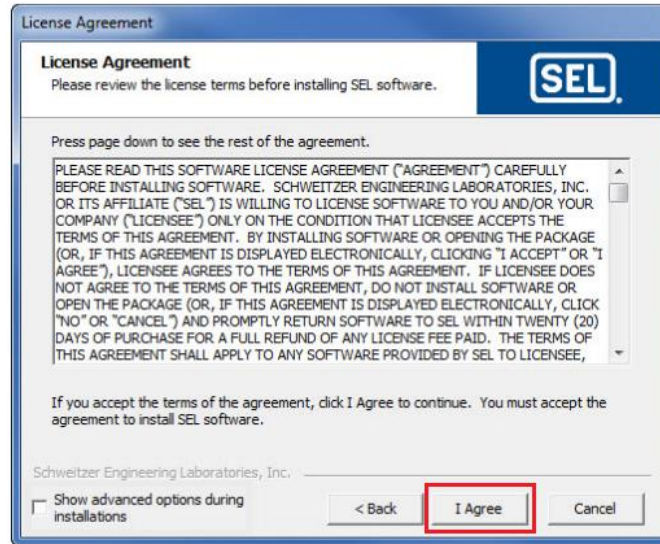 License Agreement
License Agreement
Please review the license terms before installing SEL software.
SEL
Press page down to see the rest of the agreement.
PLEASE READ THIS SOFTWARE LICENSE AGREEMENT ("AGREEMENT") CAREFULLY
BEFORE INSTALLING SOFTWARE. SCHWEITZER ENGINEERING LABORATORIES, INC.
OR ITS AFFILIATE ("SEL") IS WILLING TO LICENSE SOFTWARE TO YOU AND/OR YOUR
COMPANY ("LICENSEE") ONLY ON THE CONDITION THAT LICENSEE ACCEPTS THE
TERMS OF THIS AGREEMENT. BY INSTALLING SOFTWARE OR OPENING THE PACKAGE
(OR, IF THIS AGREEMENT IS DISPLAYED ELECTRONICALLY, CLICKING "I ACCEPT" OR "I
AGREE"), LICENSEE AGREES TO THE TERMS OF THIS AGREEMENT. IF LICENSEE DOES
NOT AGREE TO THE TERMS OF THIS AGREEMENT, DO NOT INSTALL SOFTWARE OR
OPEN THE PACKAGE (OR, IF THIS AGREEMENT IS DISPLAYED ELECTRONICALLY, CLICK
"NO" OR "CANCEL") AND PROMPTLY RETURN SOFTWARE TO SEL WITHIN TWENTY (20)
DAYS OF PURCHASE FOR A FULL REFUND OF ANY LICENSE FEE PAID. THE TERMS OF
THIS AGREEMENT SHALL APPLY TO ANY SOFTWARE PROVIDED BY SEL TO LICENSEE,
If you accept the terms of the agreement, click I Agree to continue. You must accept the
agreement to install SEL software.
Schweitzer Engineering Laboratories, Inc.
Show advanced options during
installations
< Back
I Agree
Cancel